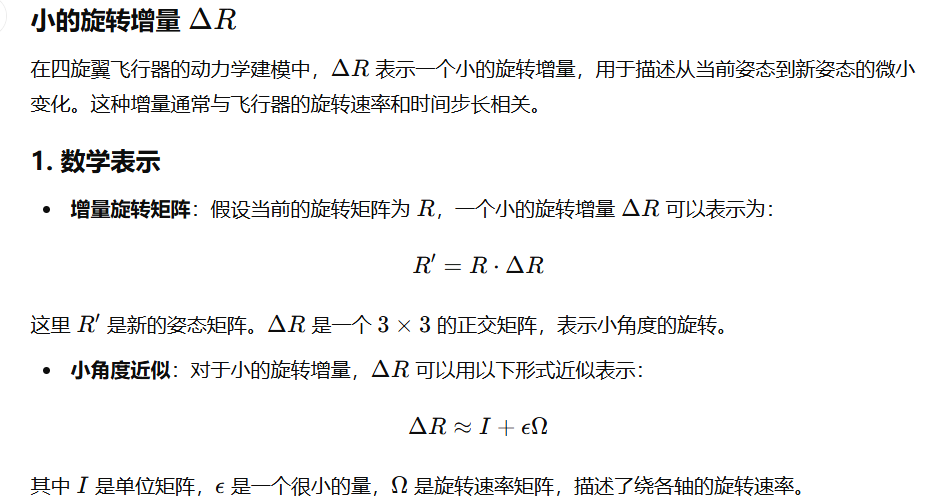 小的旋转增量 ΔR
在四旋翼飞行器的动力学建模中，ΔR 表示一个小的旋转增量，用于描述从当前姿态到新姿态的微小
变化。这种增量通常与飞行器的旋转速率和时间步长相关。
1. 数学表示
• 增量旋转矩阵：假设当前的旋转矩阵为 R，一个小的旋转增量 ΔR 可以表示为：
R′ = R · ΔR
这里 R′ 是新的姿态矩阵。ΔR 是一个 3 × 3 的正交矩阵，表示小角度的旋转。
• 小角度近似：对于小的旋转增量，ΔR 可以用以下形式近似表示：
ΔR ≈ I + ϵΩ
其中 I 是单位矩阵，ϵ 是一个很小的量，Ω 是旋转速率矩阵，描述了绕各轴的旋转速率。